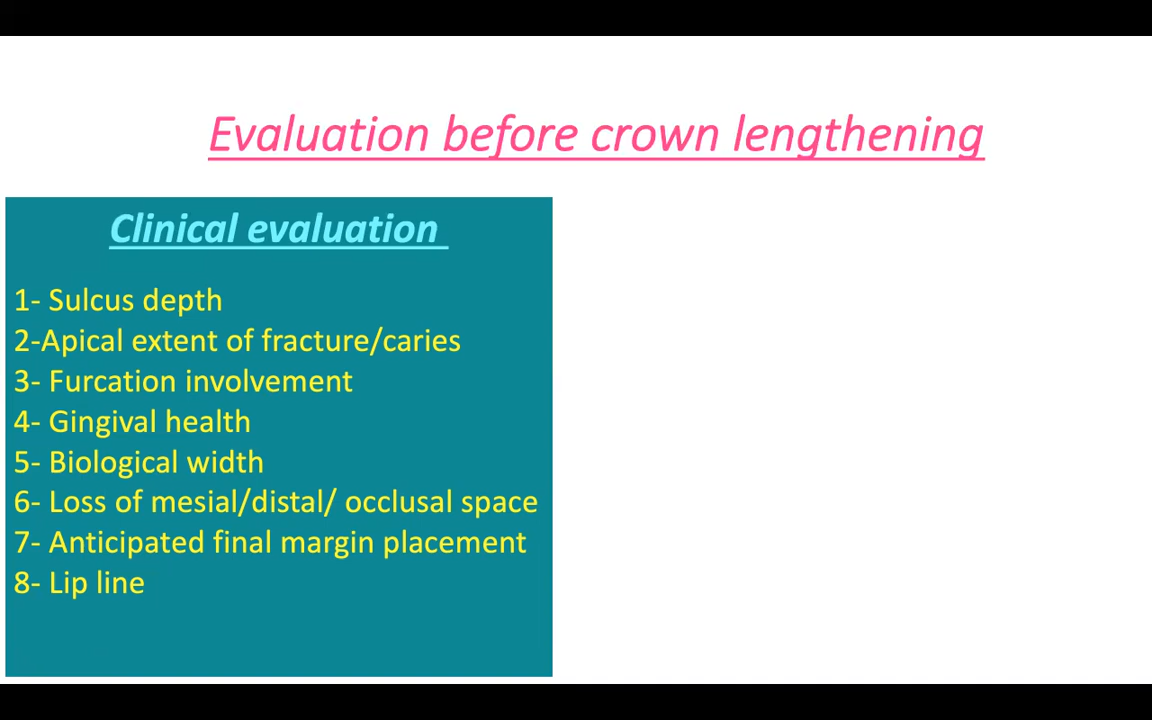 Evaluation before crown lengthening
Clinical evaluation
1- Sulcus depth
2-Apical extent of fracture/caries
3- Furcation involvement
4- Gingival health
5- Biological width
6- Loss of mesial/distal/ occlusal space
7- Anticipated final margin placement
8- Lip line